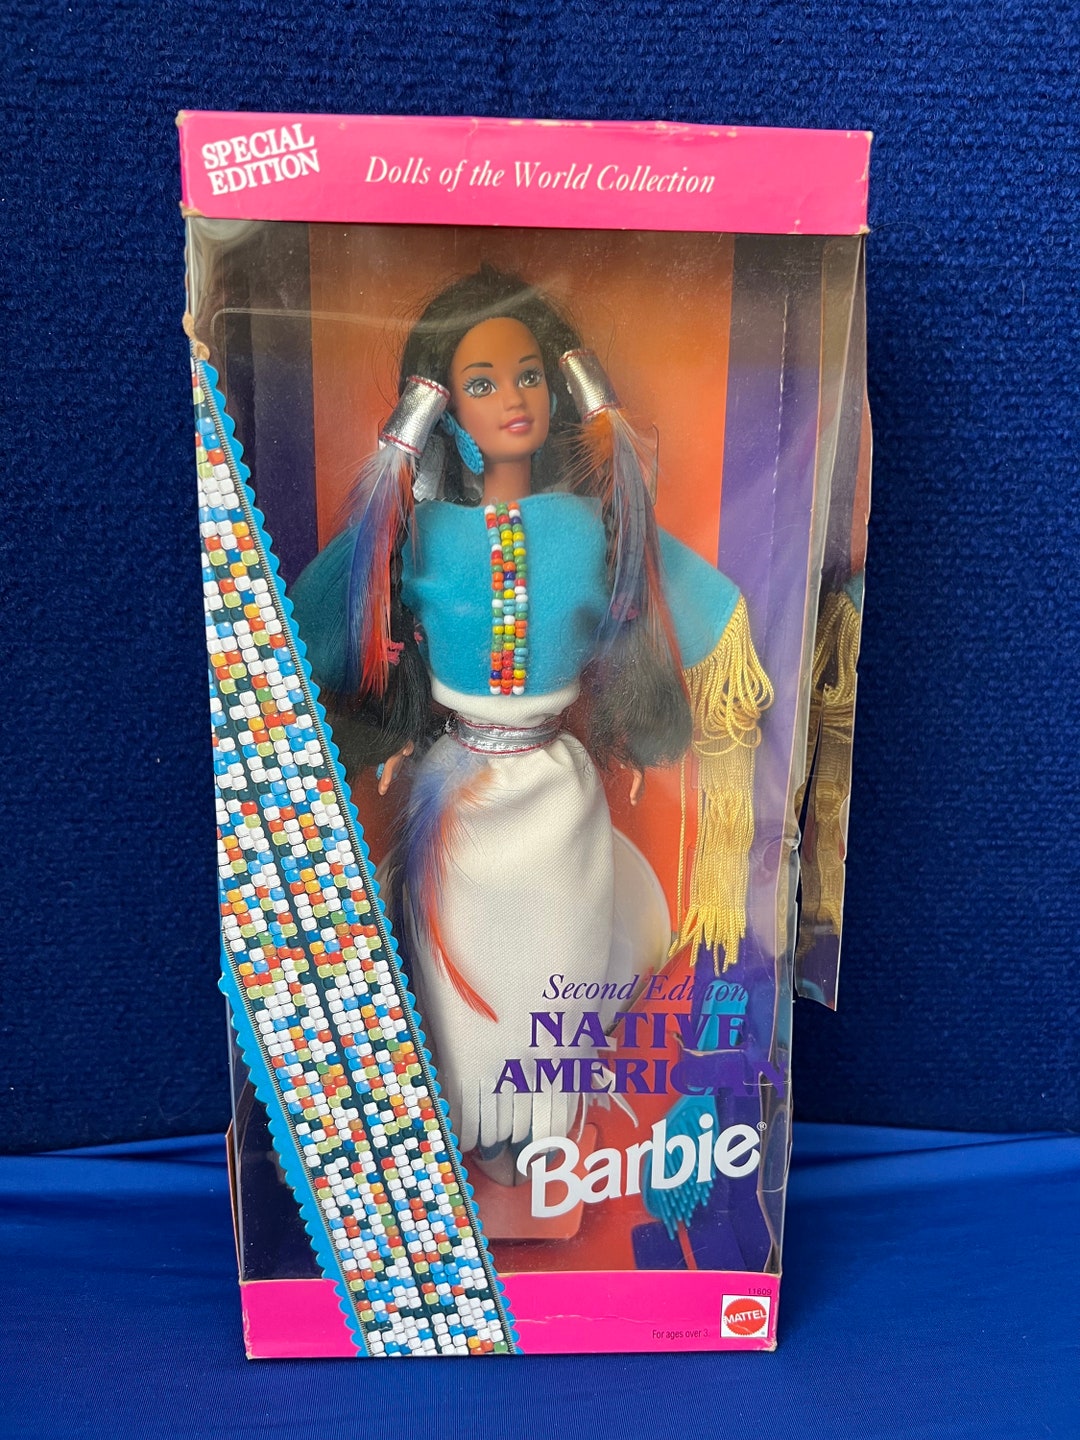 SPECIAL
EDITION
Dolls of the World Collection
Second Edition
NATIVE
AMERICAN
Barbie®
11609
For ages over 3.
MATTEL